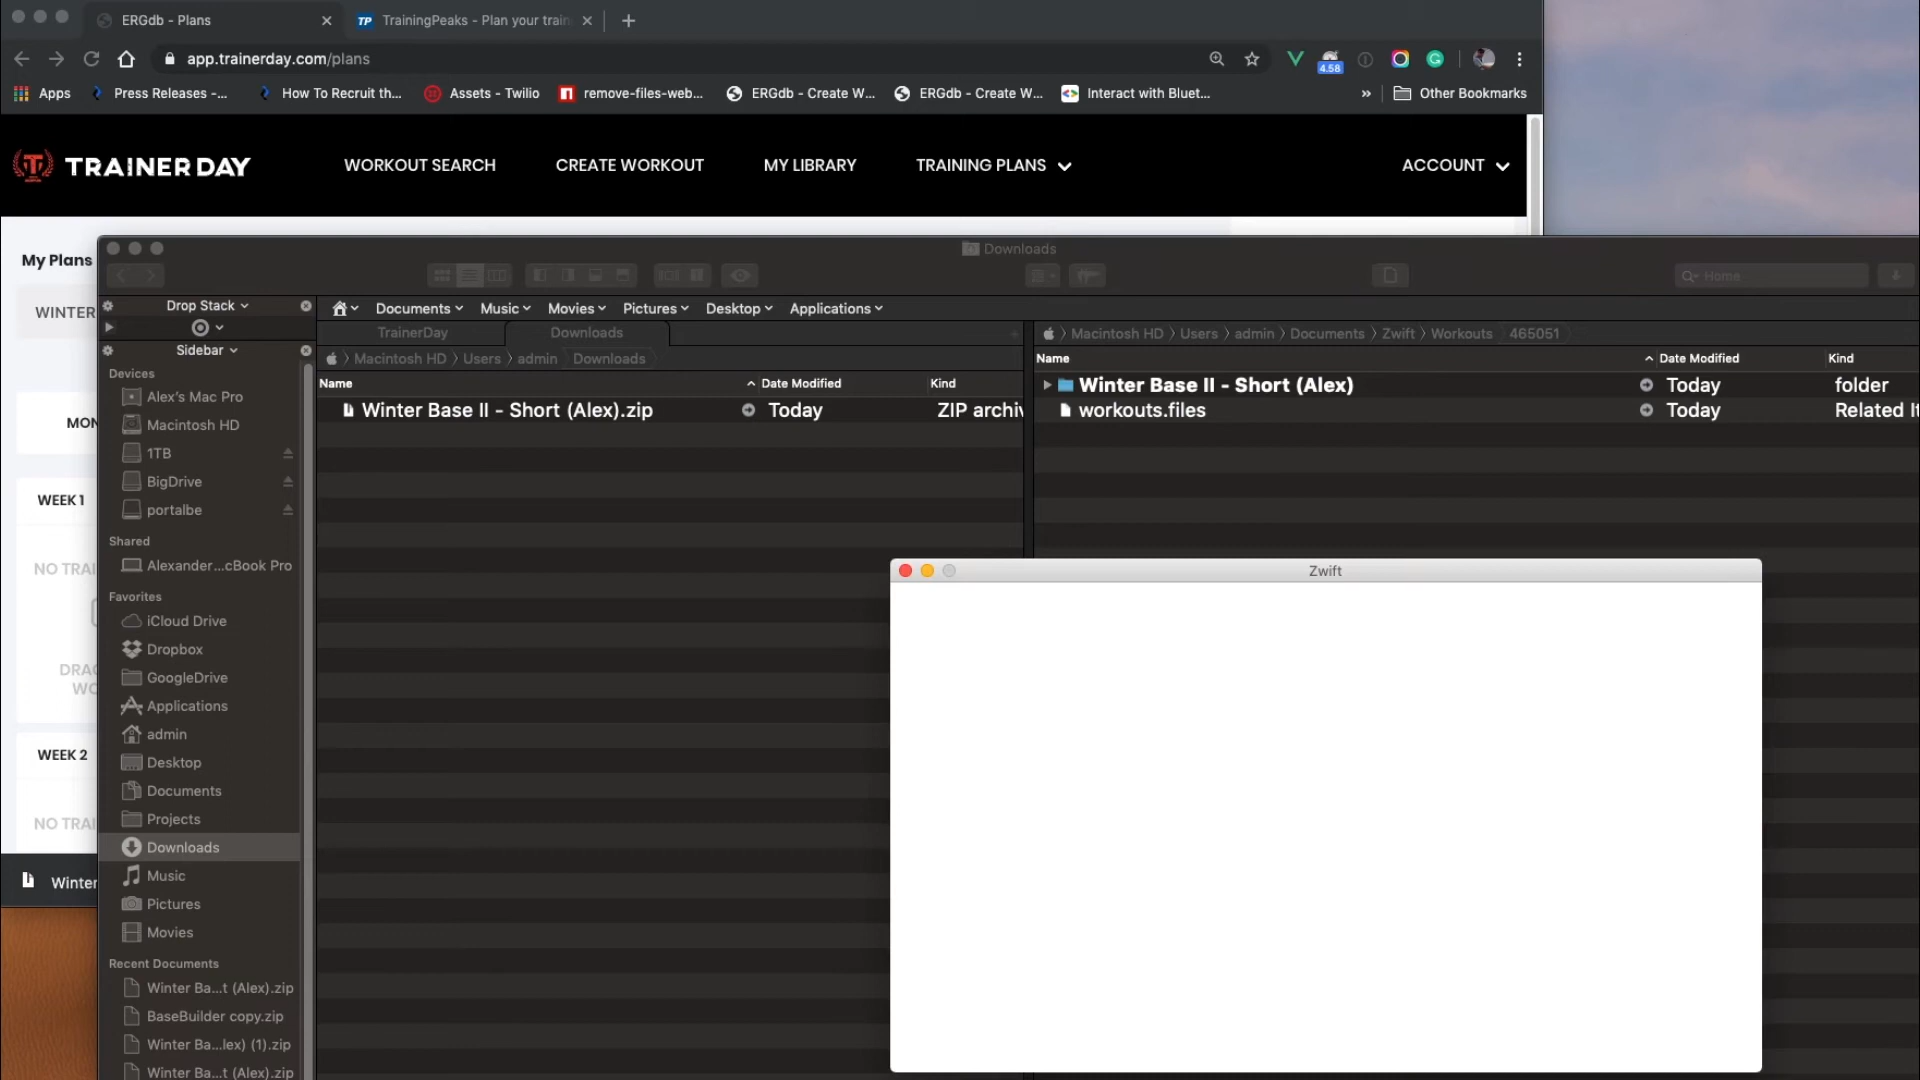 ERGdb - Plans
TP TrainingPeaks - Plan your train
app.trainerday.com/plans
4.58
Apps Press Releases -... How To Recruit th... Assets - Twilio remove-files-web... ERGdb - Create W... ERGdb - Create W... Interact with Bluet... » Other Bookmarks
TRAINERDAY WORKOUT SEARCH CREATE WORKOUT MY LIBRARY TRAINING PLANS ACCOUNT
My Plans
WINTER
MON
WEEK 1
NO TRAI
DRAG
WO
WEEK 2
NO TRAI
Winter
Downloads
Home
Drop Stack
Sidebar
Devices
Alex's Mac Pro
Macintosh HD
1TB
BigDrive
portalbe
Shared
Alexander...cBook Pro
Favorites
iCloud Drive
Dropbox
GoogleDrive
Applications
admin
Desktop
Documents
Projects
Downloads
Music
Pictures
Movies
Recent Documents
Winter Ba...t (Alex).zip
BaseBuilder copy.zip
Winter Ba...lex) (1).zip
Winter Ba...t (Alex).zip
Documents Music Movies Pictures Desktop Applications
TrainerDay Downloads
Macintosh HD Users admin Downloads
Name Date Modified Kind
Winter Base II - Short (Alex).zip Today ZIP archiv
Macintosh HD Users admin Documents Zwift Workouts 465051
Name Date Modified Kind
Winter Base II - Short (Alex) Today folder
workouts.files Today Related It
Zwift